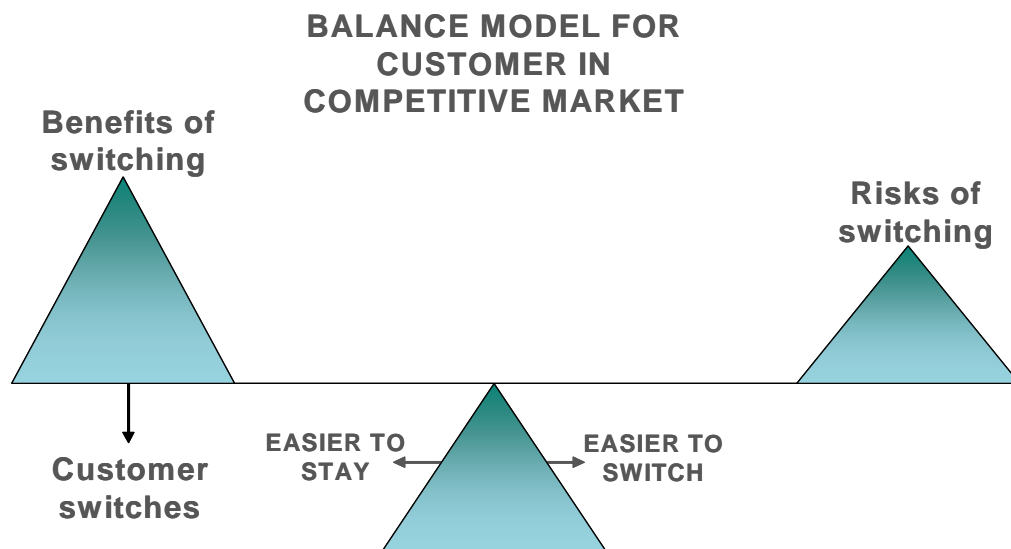 BALANCE MODEL FOR
CUSTOMER IN
COMPETITIVE MARKET
Benefits of
switching
Risks of
switching
EASIER TO
STAY
EASIER TO
SWITCH
Customer
switches